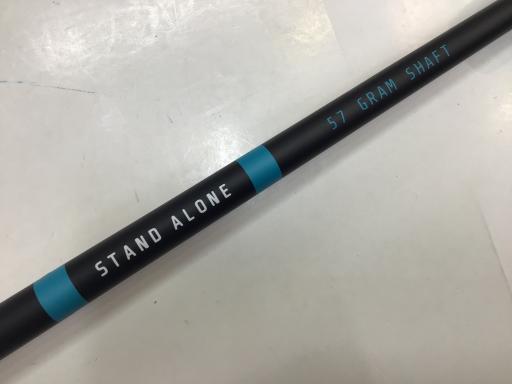 STAND ALONE
57 GRAM SHAFT